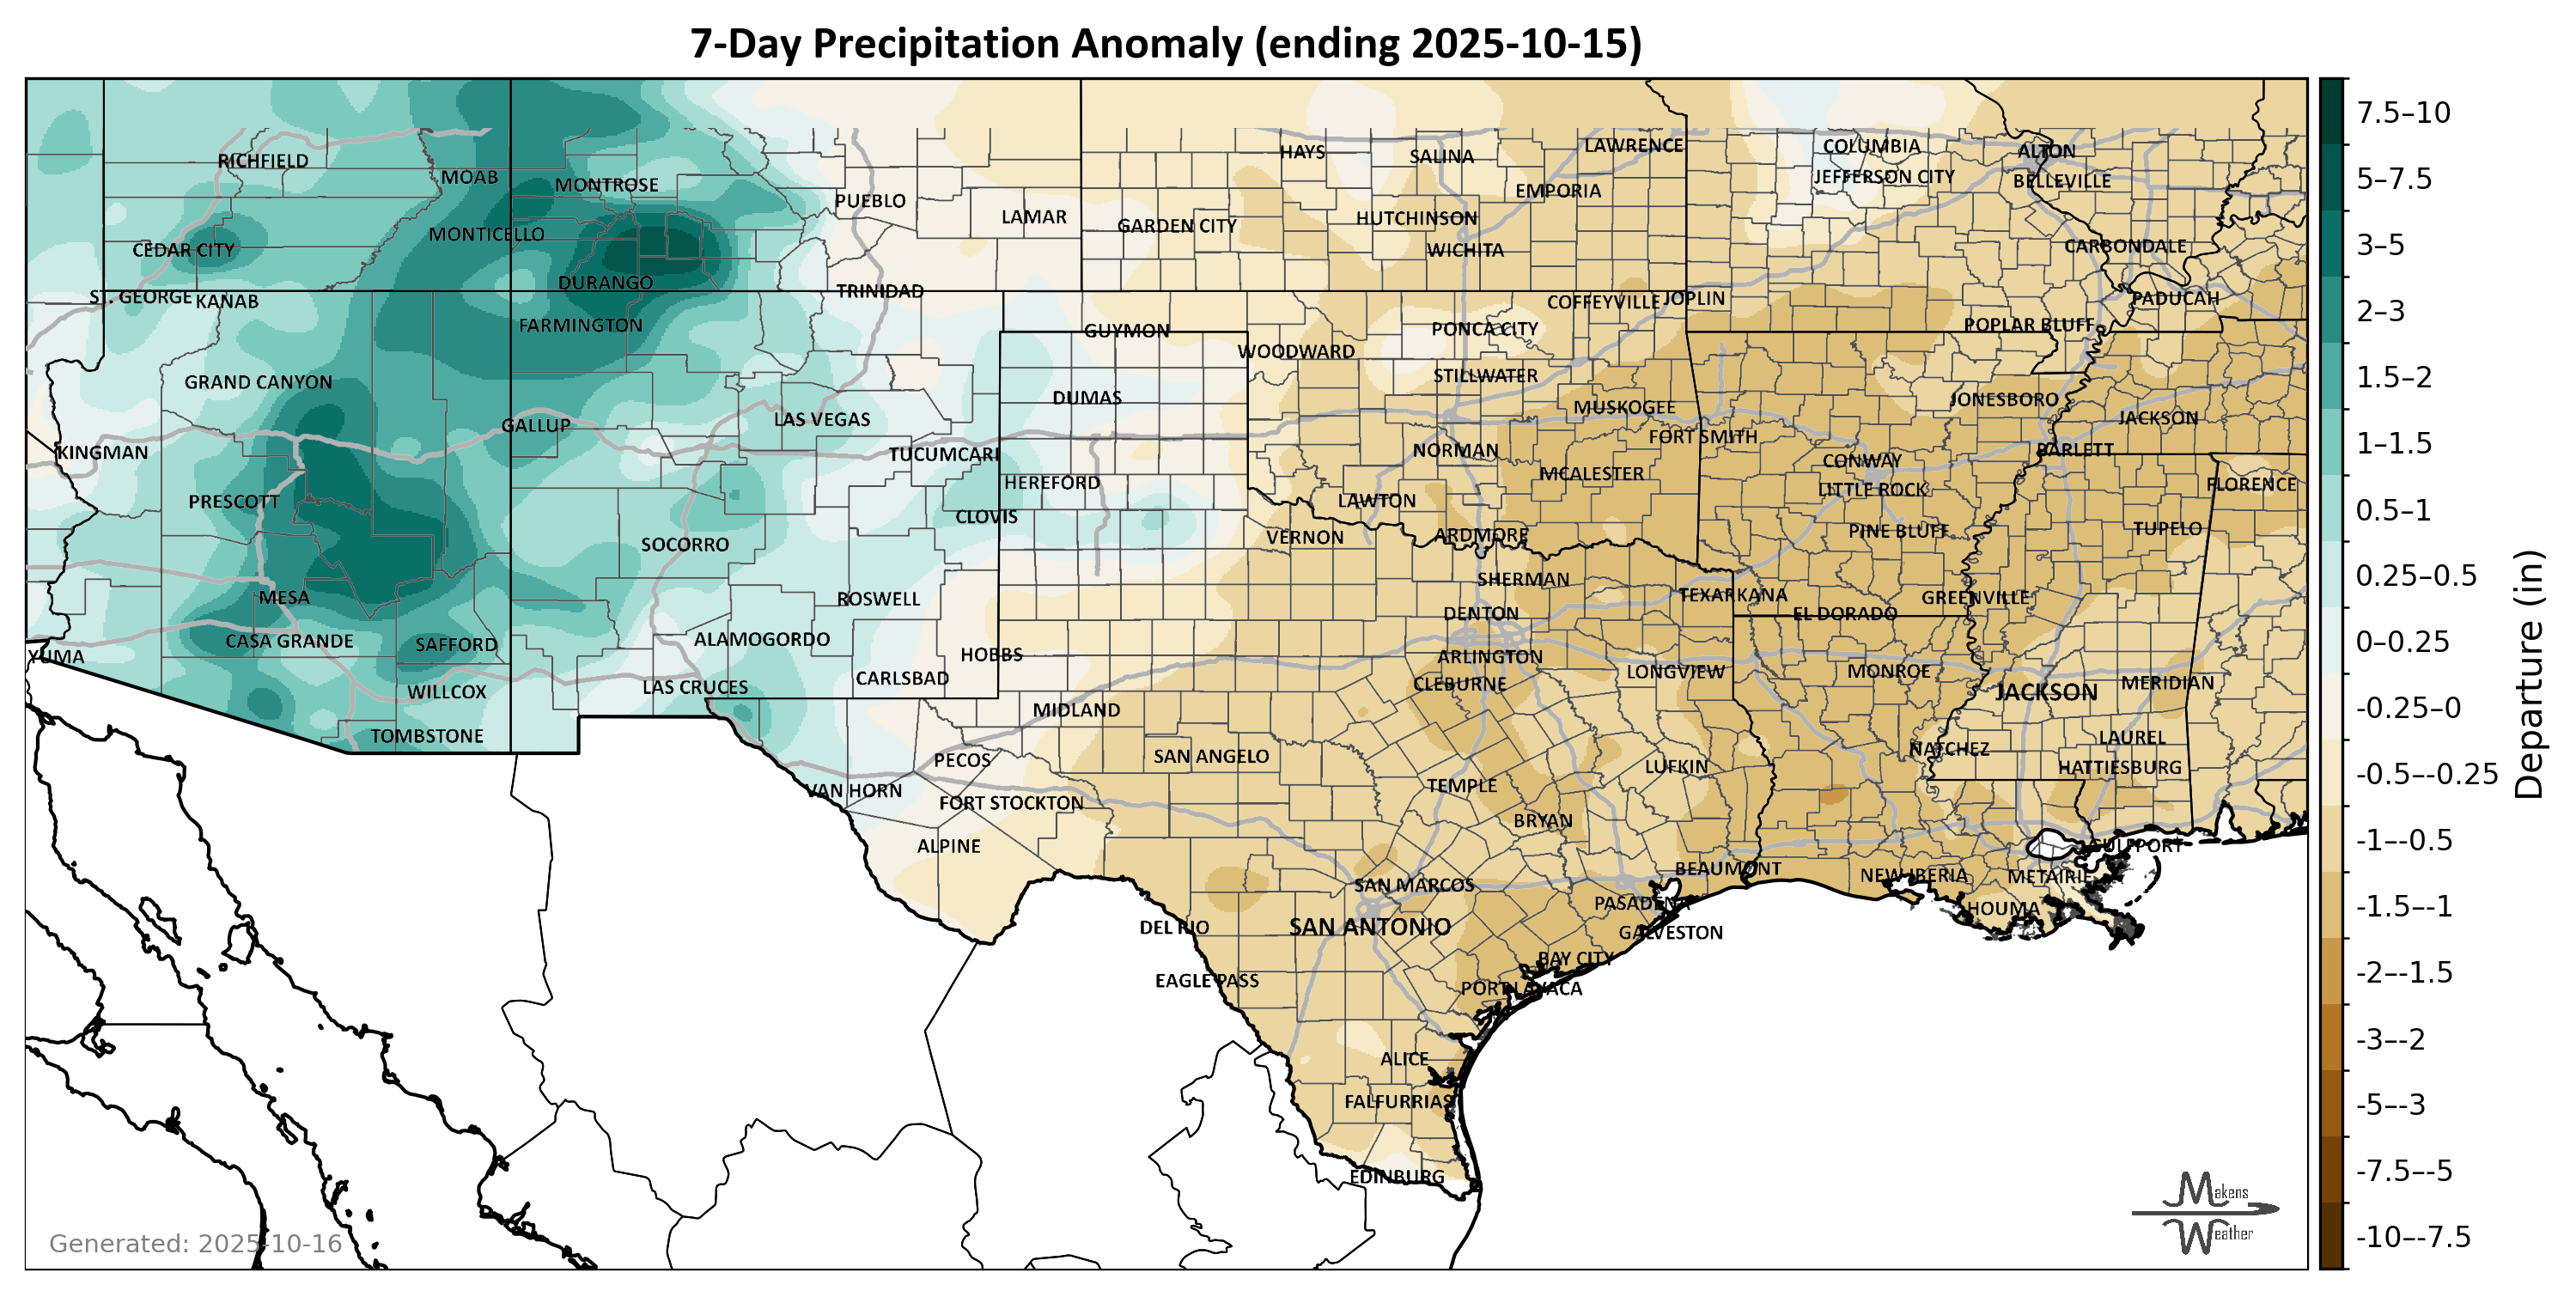 7-Day Precipitation Anomaly (ending 2025-10-15)
RICHFIELD
MOAB
MONTROSE
PUEBLO
LAMAR
HAYS
SALINA
LAWRENCE
COLUMBIA
ALTON
GARDEN CITY
HUTCHINSON
EMPORIA
JEFFERSON CITY
BELLEVILLE
CEDAR CITY
MONTICELLO
DURANGO
WICHITA
CARBONDALE
ST. GEORGE
KANAB
TRINIDAD
COFFEYVILLE
JOPLIN
PADUCAH
FARMINGTON
GUYMON
PONCA CITY
POPLAR BLUFF
WOODWARD
GRAND CANYON
DUMAS
STILLWATER
GALLUP
LAS VEGAS
MUSKOGEE
JONESBORO
JACKSON
KINGMAN
TUCUMCARI
NORMAN
FORT SMITH
BARLETT
PRESCOTT
HEREFORD
LAWTON
MCALESTER
CONWAY
LITTLE ROCK
FLORENCE
CLOVIS
SOCORRO
VERNON
ARDMORE
PINE BLUFF
TUPELO
MESA
ROSWELL
SHERMAN
TEXARKANA
GREENVILLE
CASA GRANDE
SAFFORD
ALAMOGORDO
DENTON
EL DORADO
YUMA
HOBBS
ARLINGTON
WILLCOX
LAS CRUCES
CARLSBAD
CLEBURNE
LONGVIEW
MONROE
JACKSON
MERIDIAN
TOMBSTONE
MIDLAND
SAN ANGELO
NATCHEZ
LAUREL
PECOS
LUFKIN
HATTIESBURG
VAN HORN
FORT STOCKTON
TEMPLE
ALPINE
BRYAN
GULFPORT
SAN MARCOS
BEAUMONT
NEW IBERIA
METAIRIE
DEL RIO
SAN ANTONIO
PASADENA
HOUMA
GALVESTON
EAGLE PASS
BAY CITY
PORT LAVACA
ALICE
FALFURRIAS
EDINBURG
Generated: 2025-10-16
Makens
Weather
7.5–10
5–7.5
3–5
2–3
1.5–2
1–1.5
0.5–1
0.25–0.5
0–0.25
-0.25–0
-0.5–-0.25
-1–-0.5
-1.5–-1
-2–-1.5
-3–-2
-5–-3
-7.5–-5
-10–-7.5
Departure (in)